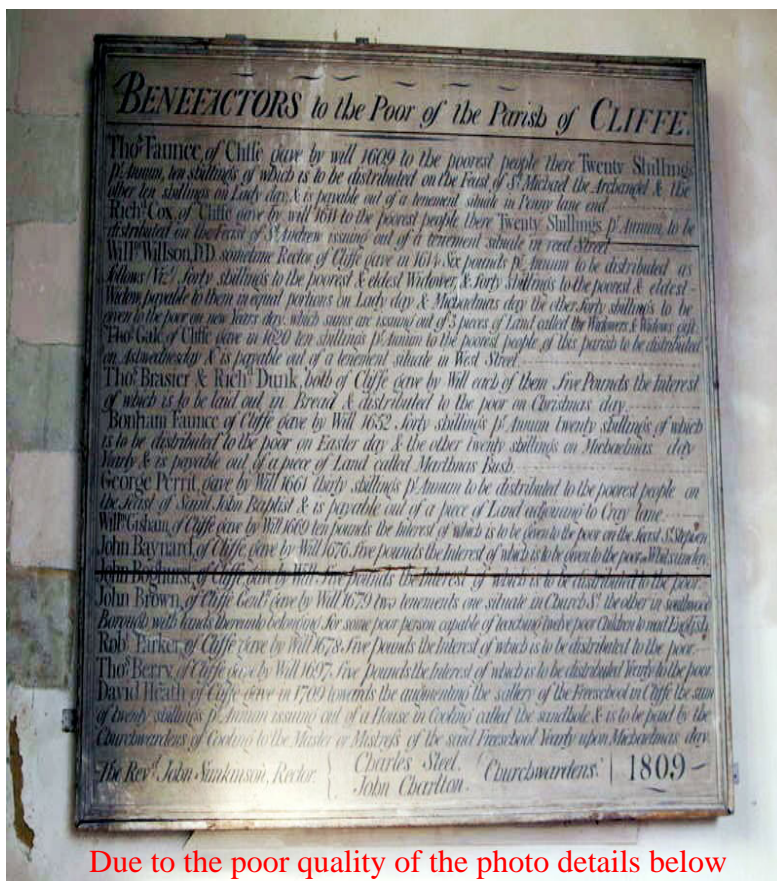 BENEFACTORS to the Poor of the Parish of CLIFFE.
Thos. Faunce, of Cliffe gave by will 1609 to the poorest people there Twenty Shillings
pr. Annum, ten shillings of which is to be distributed on the Feast of St. Michael the Archangel & the
other ten shillings on Lady day, & is payable out of a tenement situate in Penny lane end
Richd. Cox, of Cliffe gave by will 1611 to the poorest people there Twenty Shillings pr. Annum, to be
distributed on the Feast of St. Andrew issuing out of a tenement situate in reed Street
Willm. Willson, D.D. sometime Rector of Cliffe gave in 1614 Six pounds pr. Annum to be distributed as
follows (Vizt.) forty shillings to the poorest & eldest Widower, & forty shillings to the poorest & eldest
Widow, payable to them in equal portions on Lady day & Michaelmas day the other forty shillings to be
given to the poor on new Years day, which sums are issuing out of 3 pieces of Land called the Widowers & Widows gift.
Thos. Gale, of Cliffe gave in 1620 ten shillings pr. Annum to the poorest people, of this parish to be distributed
on Ashwednesday & is payable out of a tenement situate in West Street
Thos. Brasier & Richd. Dunk, both of Cliffe gave by Will each of them five Pounds the Interest
of which is to be laid out in Bread & distributed to the poor on Christmas day
Bonham Faunce of Cliffe gave by Will 1652 forty shillings pr. Annum twenty shillings of which
is to be distributed to the poor on Easter day & the other twenty shillings on Michaelmas day
Yearly & is payable out of a piece of Land called Bush
George Perrit, gave by Will 1661 thirty shillings pr. Annum to be distributed to the poorest people on
the feast of Saint John Baptist & is payable out of a piece of Land adjoining to Cray lane
Willm. Gisham, of Cliffe gave by Will 1669 ten pounds the Interest of which is to be given to the poor on the feast St. Stephen
John Baynard, of Cliffe gave by Will 1676 five pounds the Interest of which is to be given to the poor on Whitsunday
John Boghurst, of Cliffe gave by Will five pounds the Interest of which is to be distributed to the poor
John Brown, of Cliffe Gentn. gave by Will 1679 two tenements one situate in Church St. the other in southwood
Borough with lands thereunto belonging for some poor person capable of teaching twelve poor Children to read English
Robt. Parker, of Cliffe gave by Will 1678 five pounds the Interest of which is to be distributed to the poor
Thos. Berry of Cliffe gave by Will 1697 five pounds the Interest of which is to be distributed Yearly to the poor
David Heath of Cliffe gave in 1709 towards the augmenting the sallery of the Freeschool in Cliffe the sum
of twenty shillings pr. Annum issuing out of a House in Cooling called the sandhole & is to be paid by the
Churchwardens of Cooling to the Master or Mistrefs of the said Freeschool Yearly upon Michaelmas day
The Revd. John Simkinson, Rector. { Charles Steel. Churchwardens. 1809
John Charlton.
Due to the poor quality of the photo details below